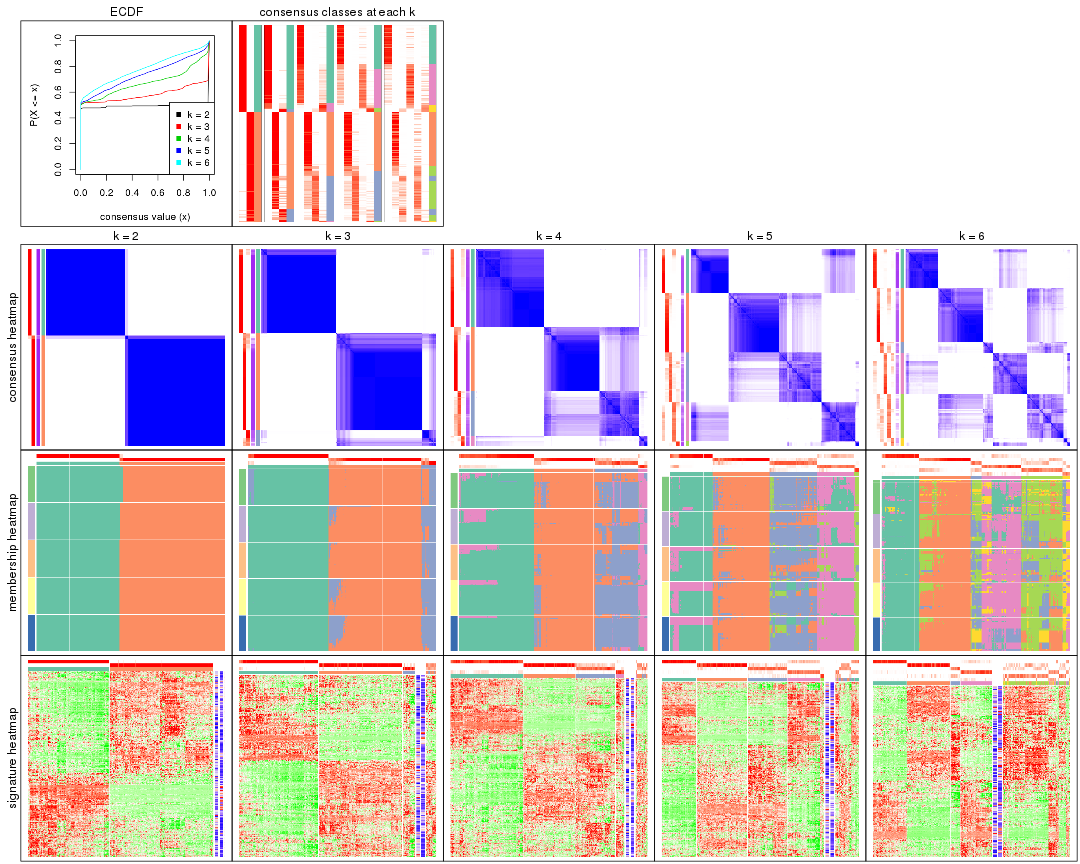 ECDF
consensus classes at each k
P(X <= x)
0.0 0.2 0.4 0.6 0.8 1.0
k = 2
k = 3
k = 4
k = 5
k = 6
0.0 0.2 0.4 0.6 0.8 1.0
consensus value (x)
k = 2
k = 3
k = 4
k = 5
k = 6
consensus heatmap
membership heatmap
signature heatmap